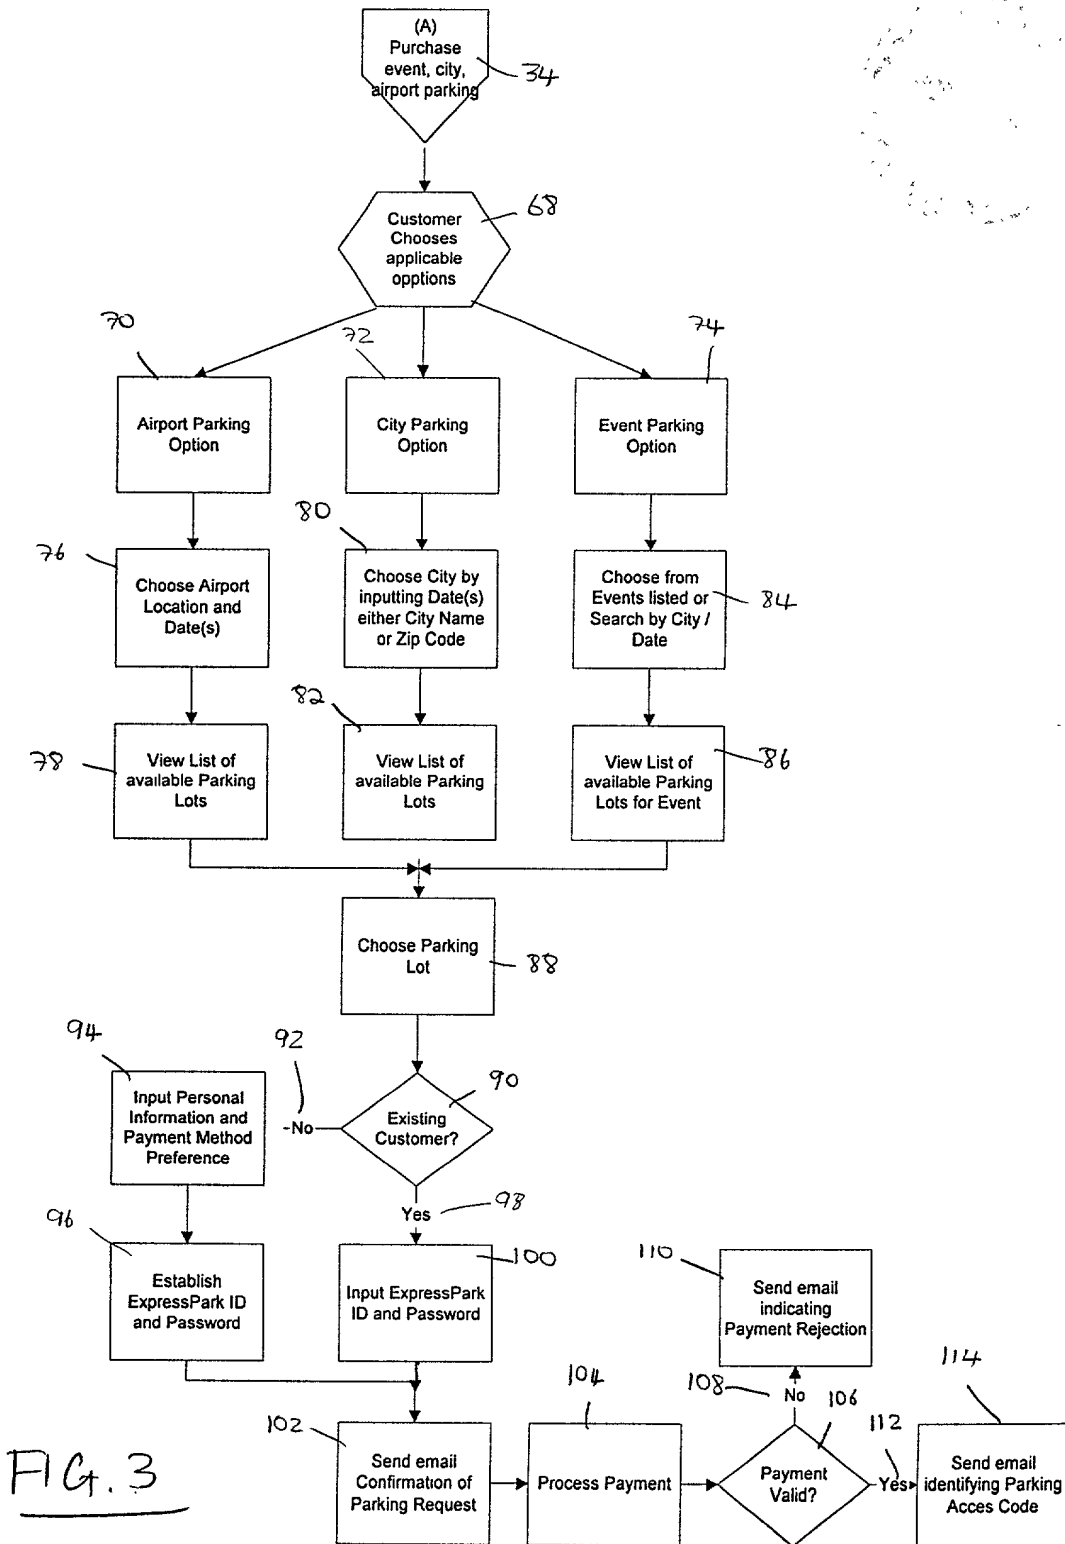 (A)
Purchase
event, city,
airport parking
34
Customer
Chooses
applicable
opptions
68
70
72
74
Airport Parking
Option
City Parking
Option
Event Parking
Option
76
80
Choose Airport
Location and
Date(s)
Choose City by
inputting Date(s)
either City Name
or Zip Code
Choose from
Events listed or
Search by City /
Date
84
78
82
View List of
available Parking
Lots
View List of
available Parking
Lots
View List of
available Parking
Lots for Event
86
Choose Parking
Lot
88
94
92
90
Input Personal
Information and
Payment Method
Preference
-No
Existing
Customer?
Yes
98
96
100
Establish
ExpressPark ID
and Password
Input ExpressPark
ID and Password
110
Send email
indicating
Payment Rejection
102
104
108
No
106
112
114
Send email
Confirmation of
Parking Request
Process Payment
Payment
Valid?
Yes
Send email
identifying Parking
Acces Code
FIG. 3